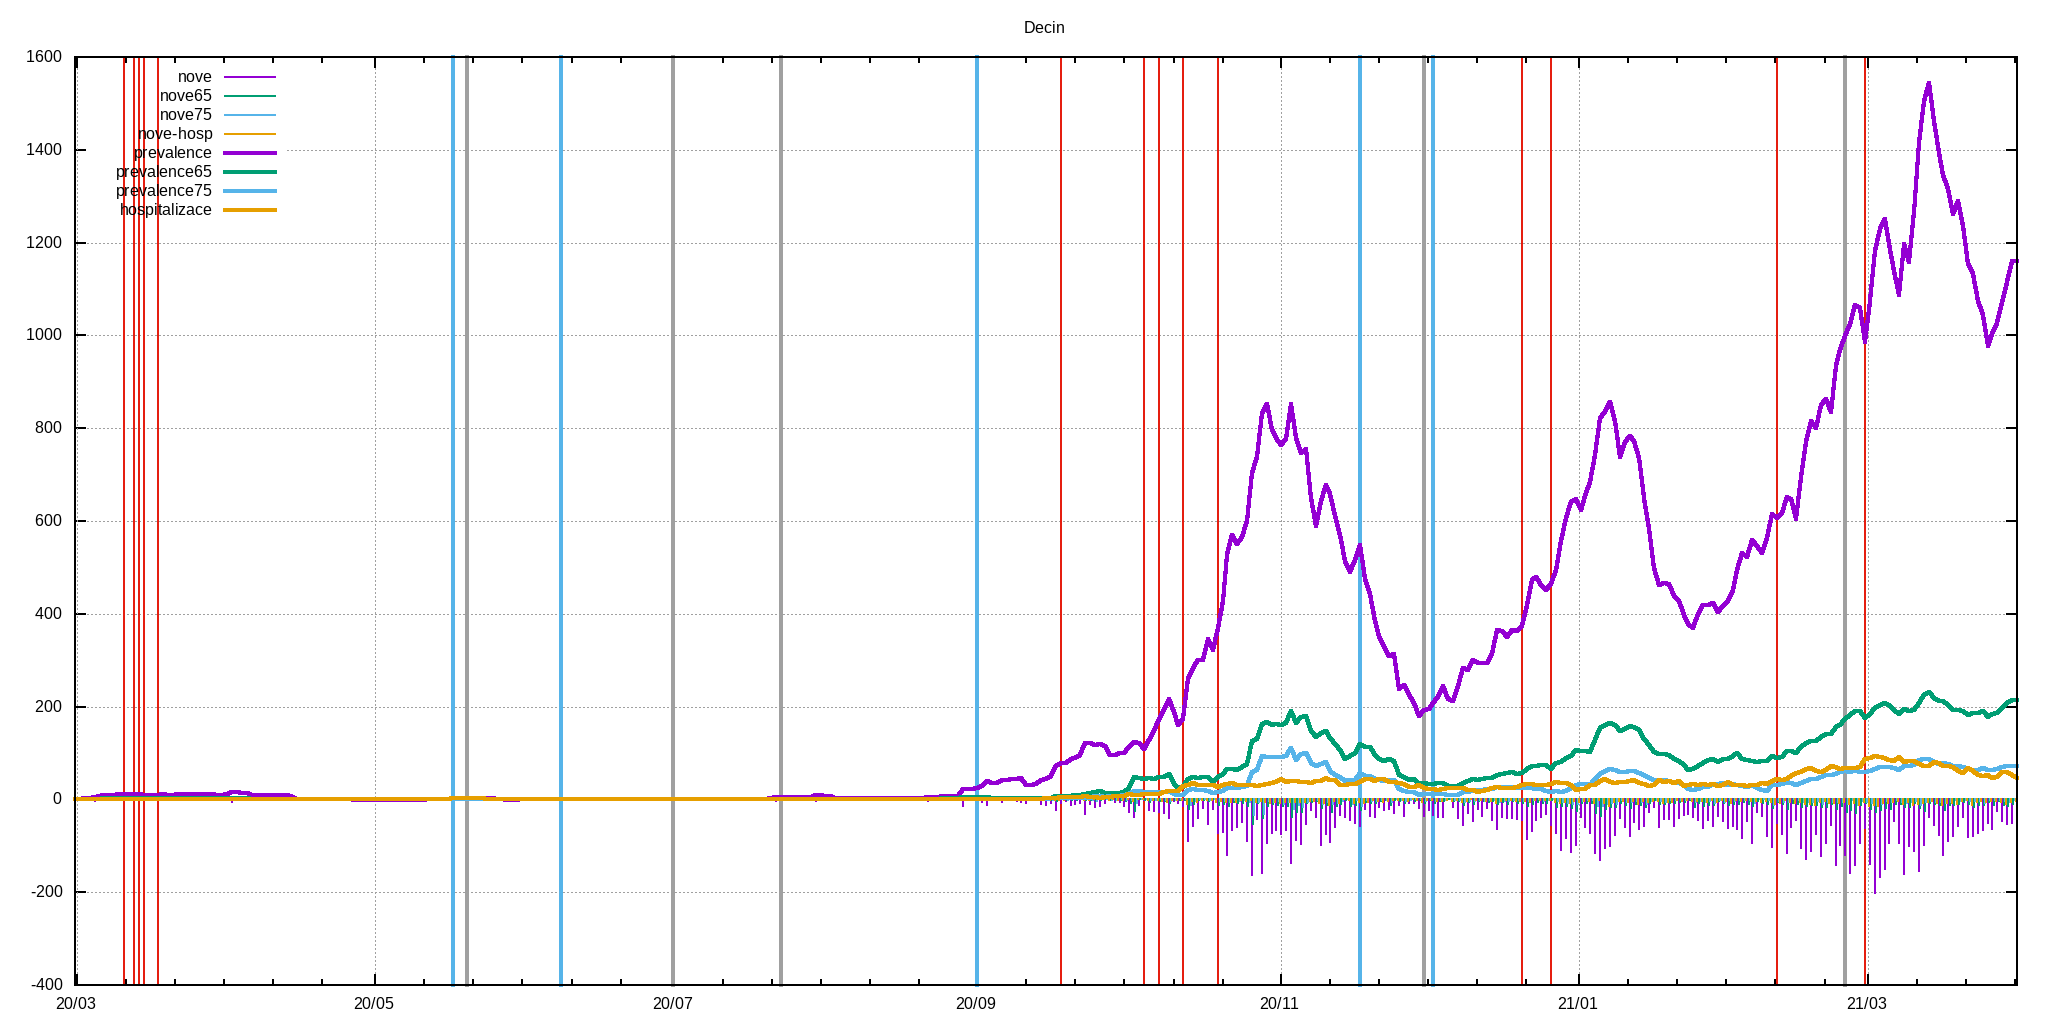 Decin
1600
1400
1200
1000
800
600
400
200
0
-200
-400
nove
nove65
nove75
nove-hosp
prevalence
prevalence65
prevalence75
hospitalizace
20/03
20/05
20/07
20/09
20/11
21/01
21/03